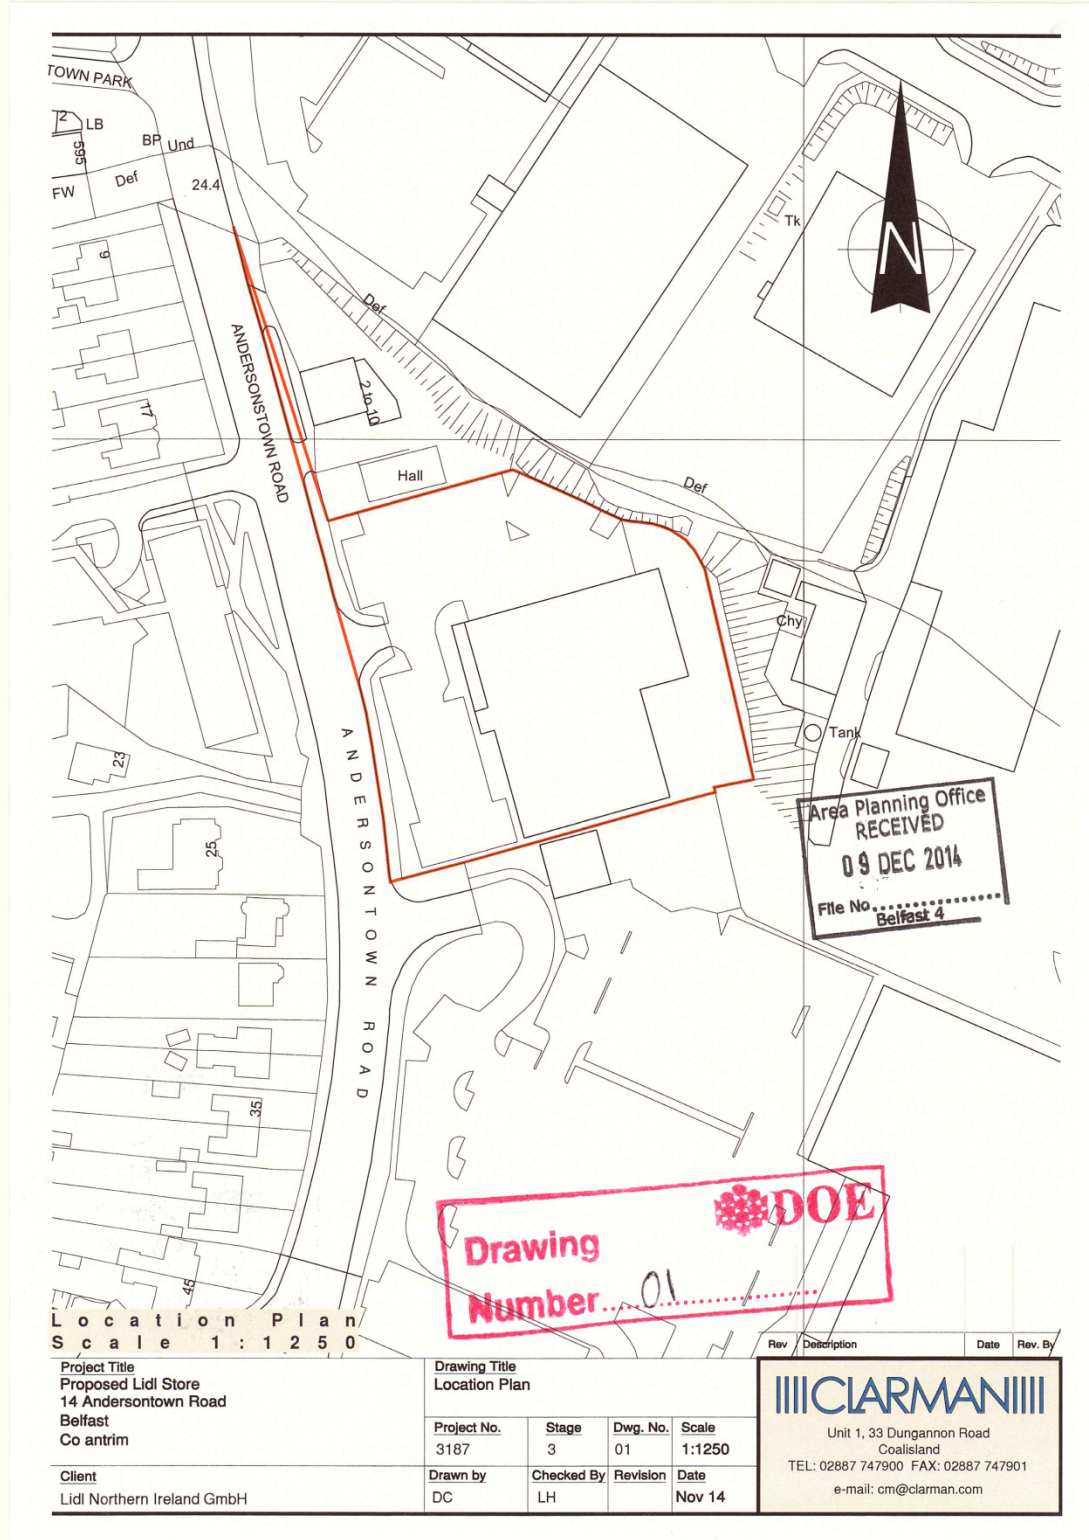 TOWN PARK
2
LB
595
BP
Und
FW
Def
24.4
Tk
N
6
Def
ANDERSONSTOWN ROAD
2 to 10
17
Hall
Def
Chy
Tank
23
ANDERSONTOWN ROAD
25
35
45
Area Planning Office
RECEIVED
09 DEC 2014
File No
Belfast 4
DOE
Drawing
Number.....01
Location Plan
Scale 1:1250
Rev Description Date Rev. By
Project Title
Proposed Lidl Store
14 Andersontown Road
Belfast
Co antrim
Client
Lidl Northern Ireland GmbH
Drawing Title
Location Plan
Project No. Stage Dwg. No. Scale
3187 3 01 1:1250
Drawn by Checked By Revision Date
DC LH Nov 14
CLARMAN
Unit 1, 33 Dungannon Road
Coalisland
TEL: 02887 747900 FAX: 02887 747901
e-mail: cm@clarman.com